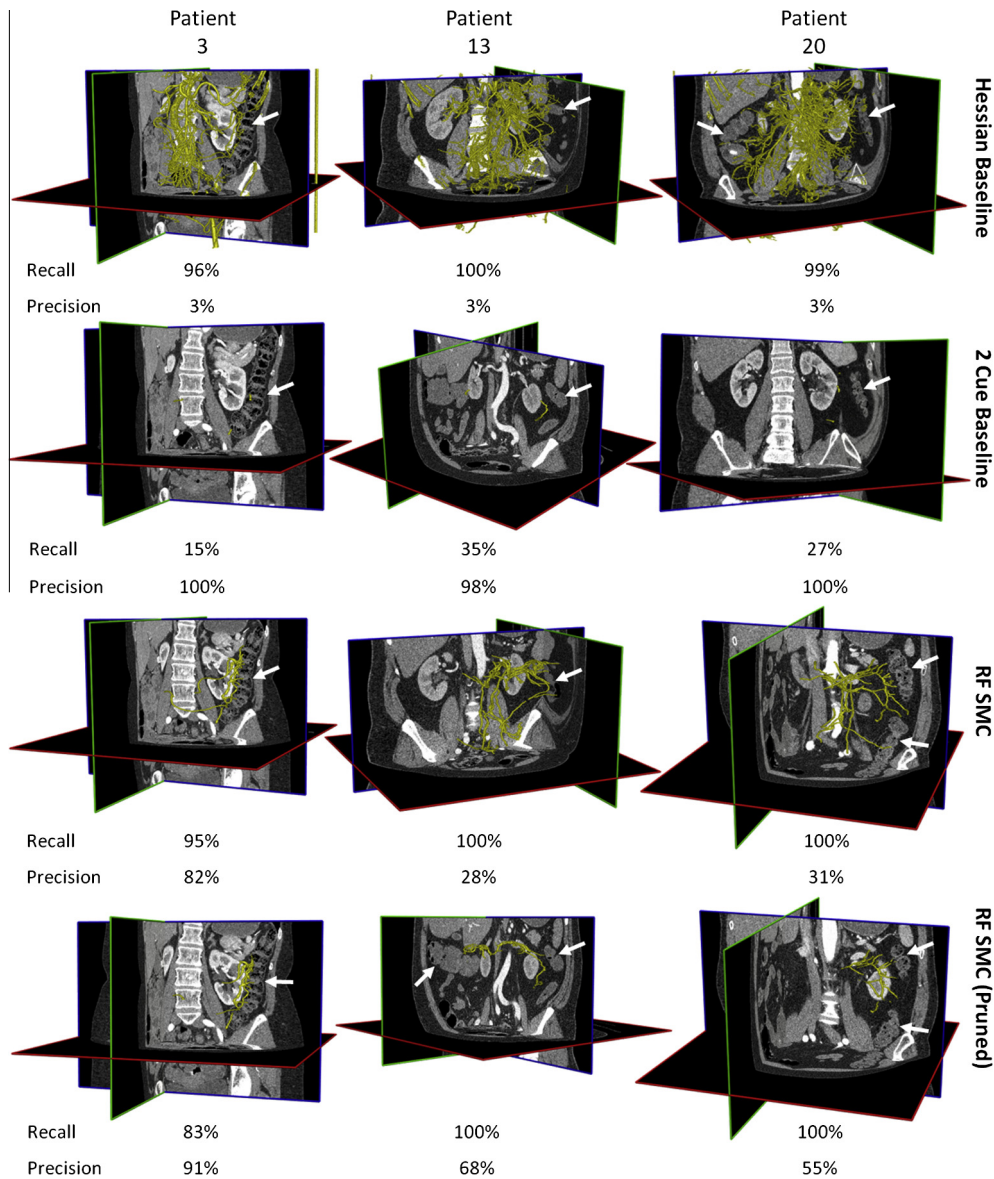 Patient Patient Patient
3 13 20
Hessian Baseline
Recall 96% 100% 99%
Precision 3% 3% 3%
2 Cue Baseline
Recall 15% 35% 27%
Precision 100% 98% 100%
RF SMC
Recall 95% 100% 100%
Precision 82% 28% 31%
RF SMC (Pruned)
Recall 83% 100% 100%
Precision 91% 68% 55%